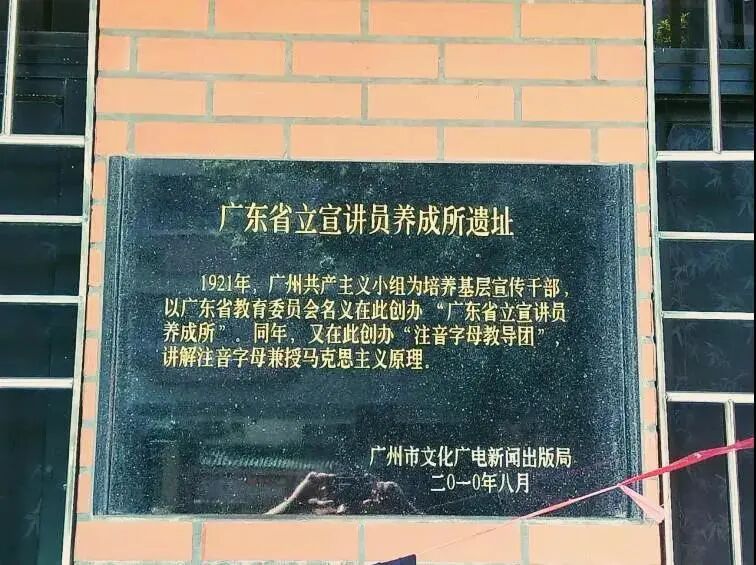 广东省立宣讲员养成所遗址
1921年，广州共产主义小组为培养基层宣传干部，
以广东省教育委员会名义在此创办“广东省立宣讲员
养成所”。同年，又在此创办“注音字母教导团”，
讲解注音字母兼授马克思主义原理．
广州市文化广电新闻出版局
二0一0年八月